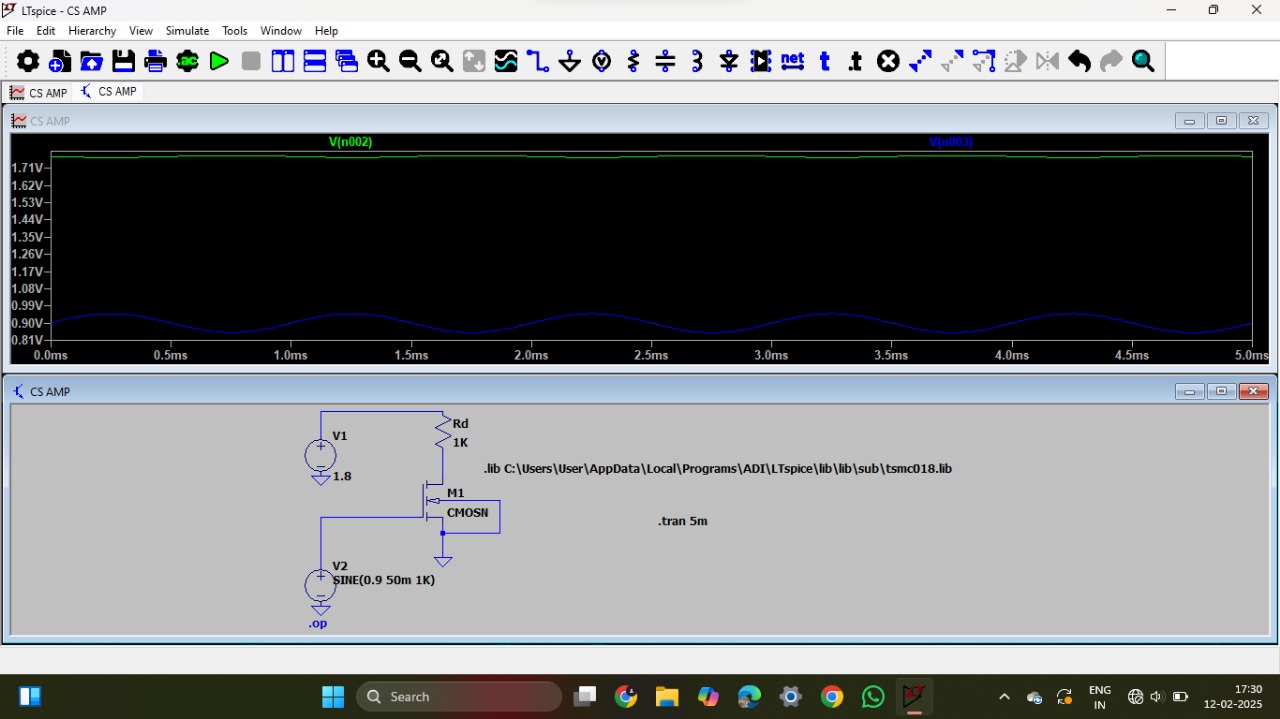 LTspice - CS AMP
File Edit Hierarchy View Simulate Tools Window Help
.ac net t .t
CS AMP CS AMP
CS AMP
V(n002) V(n003)
1.71V
1.62V
1.53V
1.44V
1.35V
1.26V
1.17V
1.08V
0.99V
0.90V
0.81V
0.0ms 0.5ms 1.0ms 1.5ms 2.0ms 2.5ms 3.0ms 3.5ms 4.0ms 4.5ms 5.0ms
CS AMP
Rd
V1 1K
.lib C:\Users\User\AppData\Local\Programs\ADI\LTspice\lib\lib\sub\tsmc018.lib
1.8
M1
CMOSN
.tran 5m
V2
SINE(0.9 50m 1K)
.op
Search
ENG
IN
17:30
12-02-2025